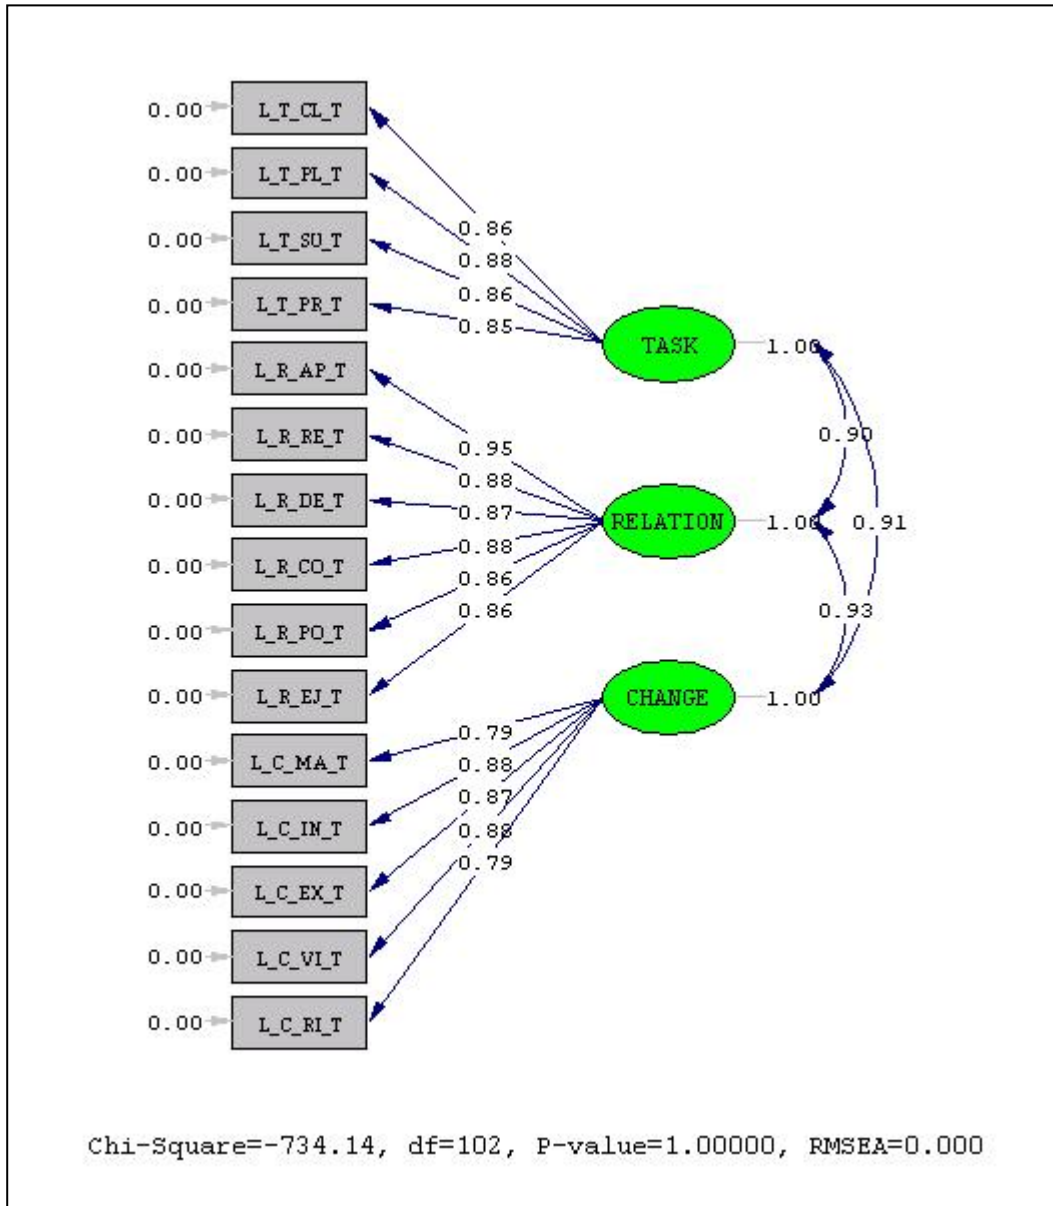 0.00 L_T_CL_T
0.00 L_T_PL_T
0.86
0.00 L_T_SU_T
0.88
0.86
0.00 L_T_PR_T
0.85
TASK 1.00
0.00 L_R_AP_T
0.90
0.00 L_R_RE_T
0.95
0.88
0.00 L_R_DE_T
0.87
RELATION 1.00 0.91
0.88
0.00 L_R_CO_T
0.86
0.86 0.93
0.00 L_R_PO_T
0.00 L_R_EJ_T
CHANGE 1.00
0.79
0.00 L_C_MA_T
0.88
0.87
0.00 L_C_IN_T
0.88
0.79
0.00 L_C_EX_T
0.00 L_C_VI_T
0.00 L_C_RI_T
Chi-Square=-734.14, df=102, P-value=1.00000, RMSEA=0.000